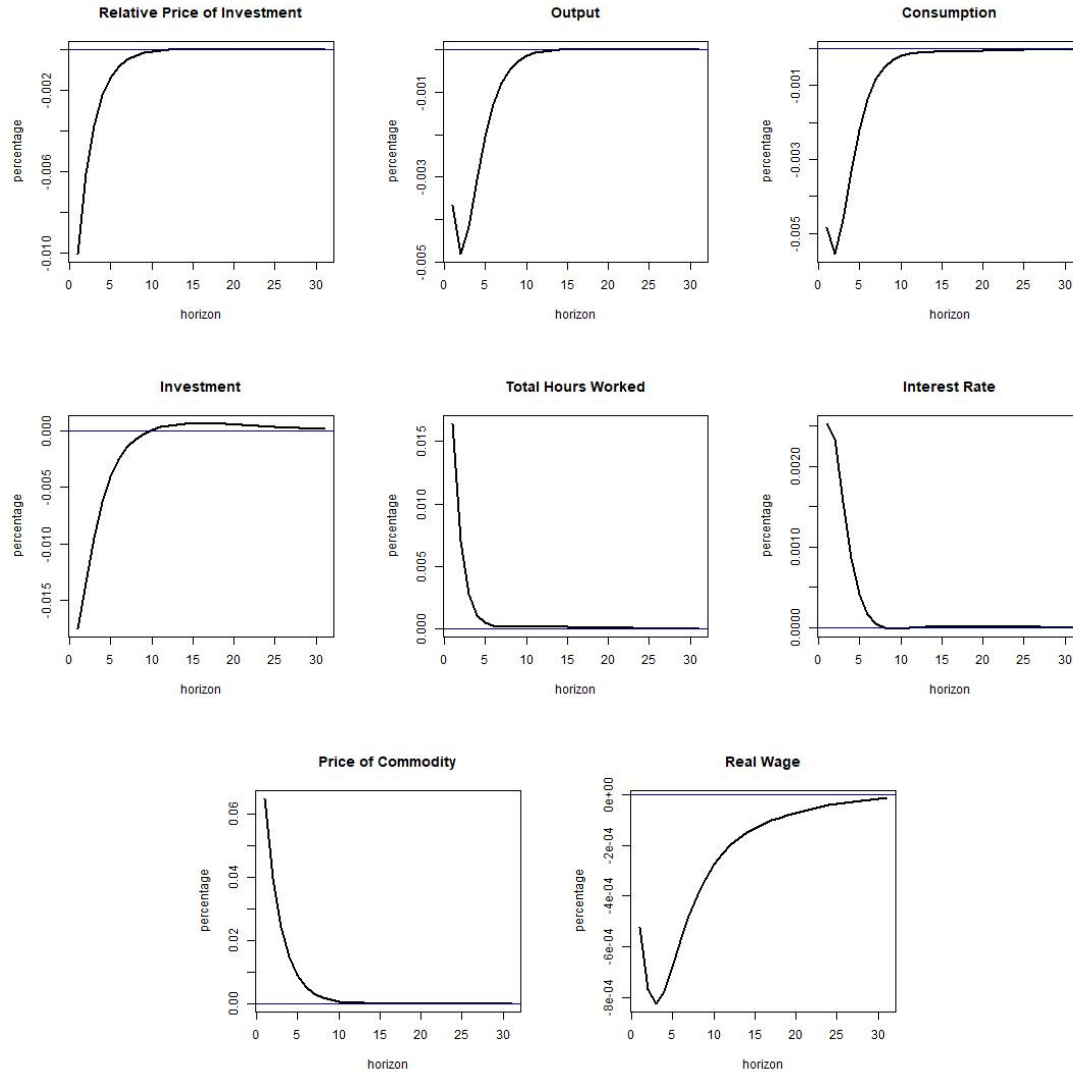 Relative Price of Investment
Output
Consumption
percentage
-0.002
-0.006
-0.010
0 5 10 15 20 25 30
horizon
percentage
-0.001
-0.003
-0.005
0 5 10 15 20 25 30
horizon
percentage
-0.001
-0.003
-0.005
0 5 10 15 20 25 30
horizon
Investment
Total Hours Worked
Interest Rate
percentage
0.000
-0.005
-0.010
-0.015
0 5 10 15 20 25 30
horizon
percentage
0.015
0.010
0.005
0.000
0 5 10 15 20 25 30
horizon
percentage
0.0020
0.0010
0.0000
0 5 10 15 20 25 30
horizon
Price of Commodity
Real Wage
percentage
0.06
0.04
0.02
0.00
0 5 10 15 20 25 30
horizon
percentage
0e+00
-2e-04
-4e-04
-6e-04
-8e-04
0 5 10 15 20 25 30
horizon